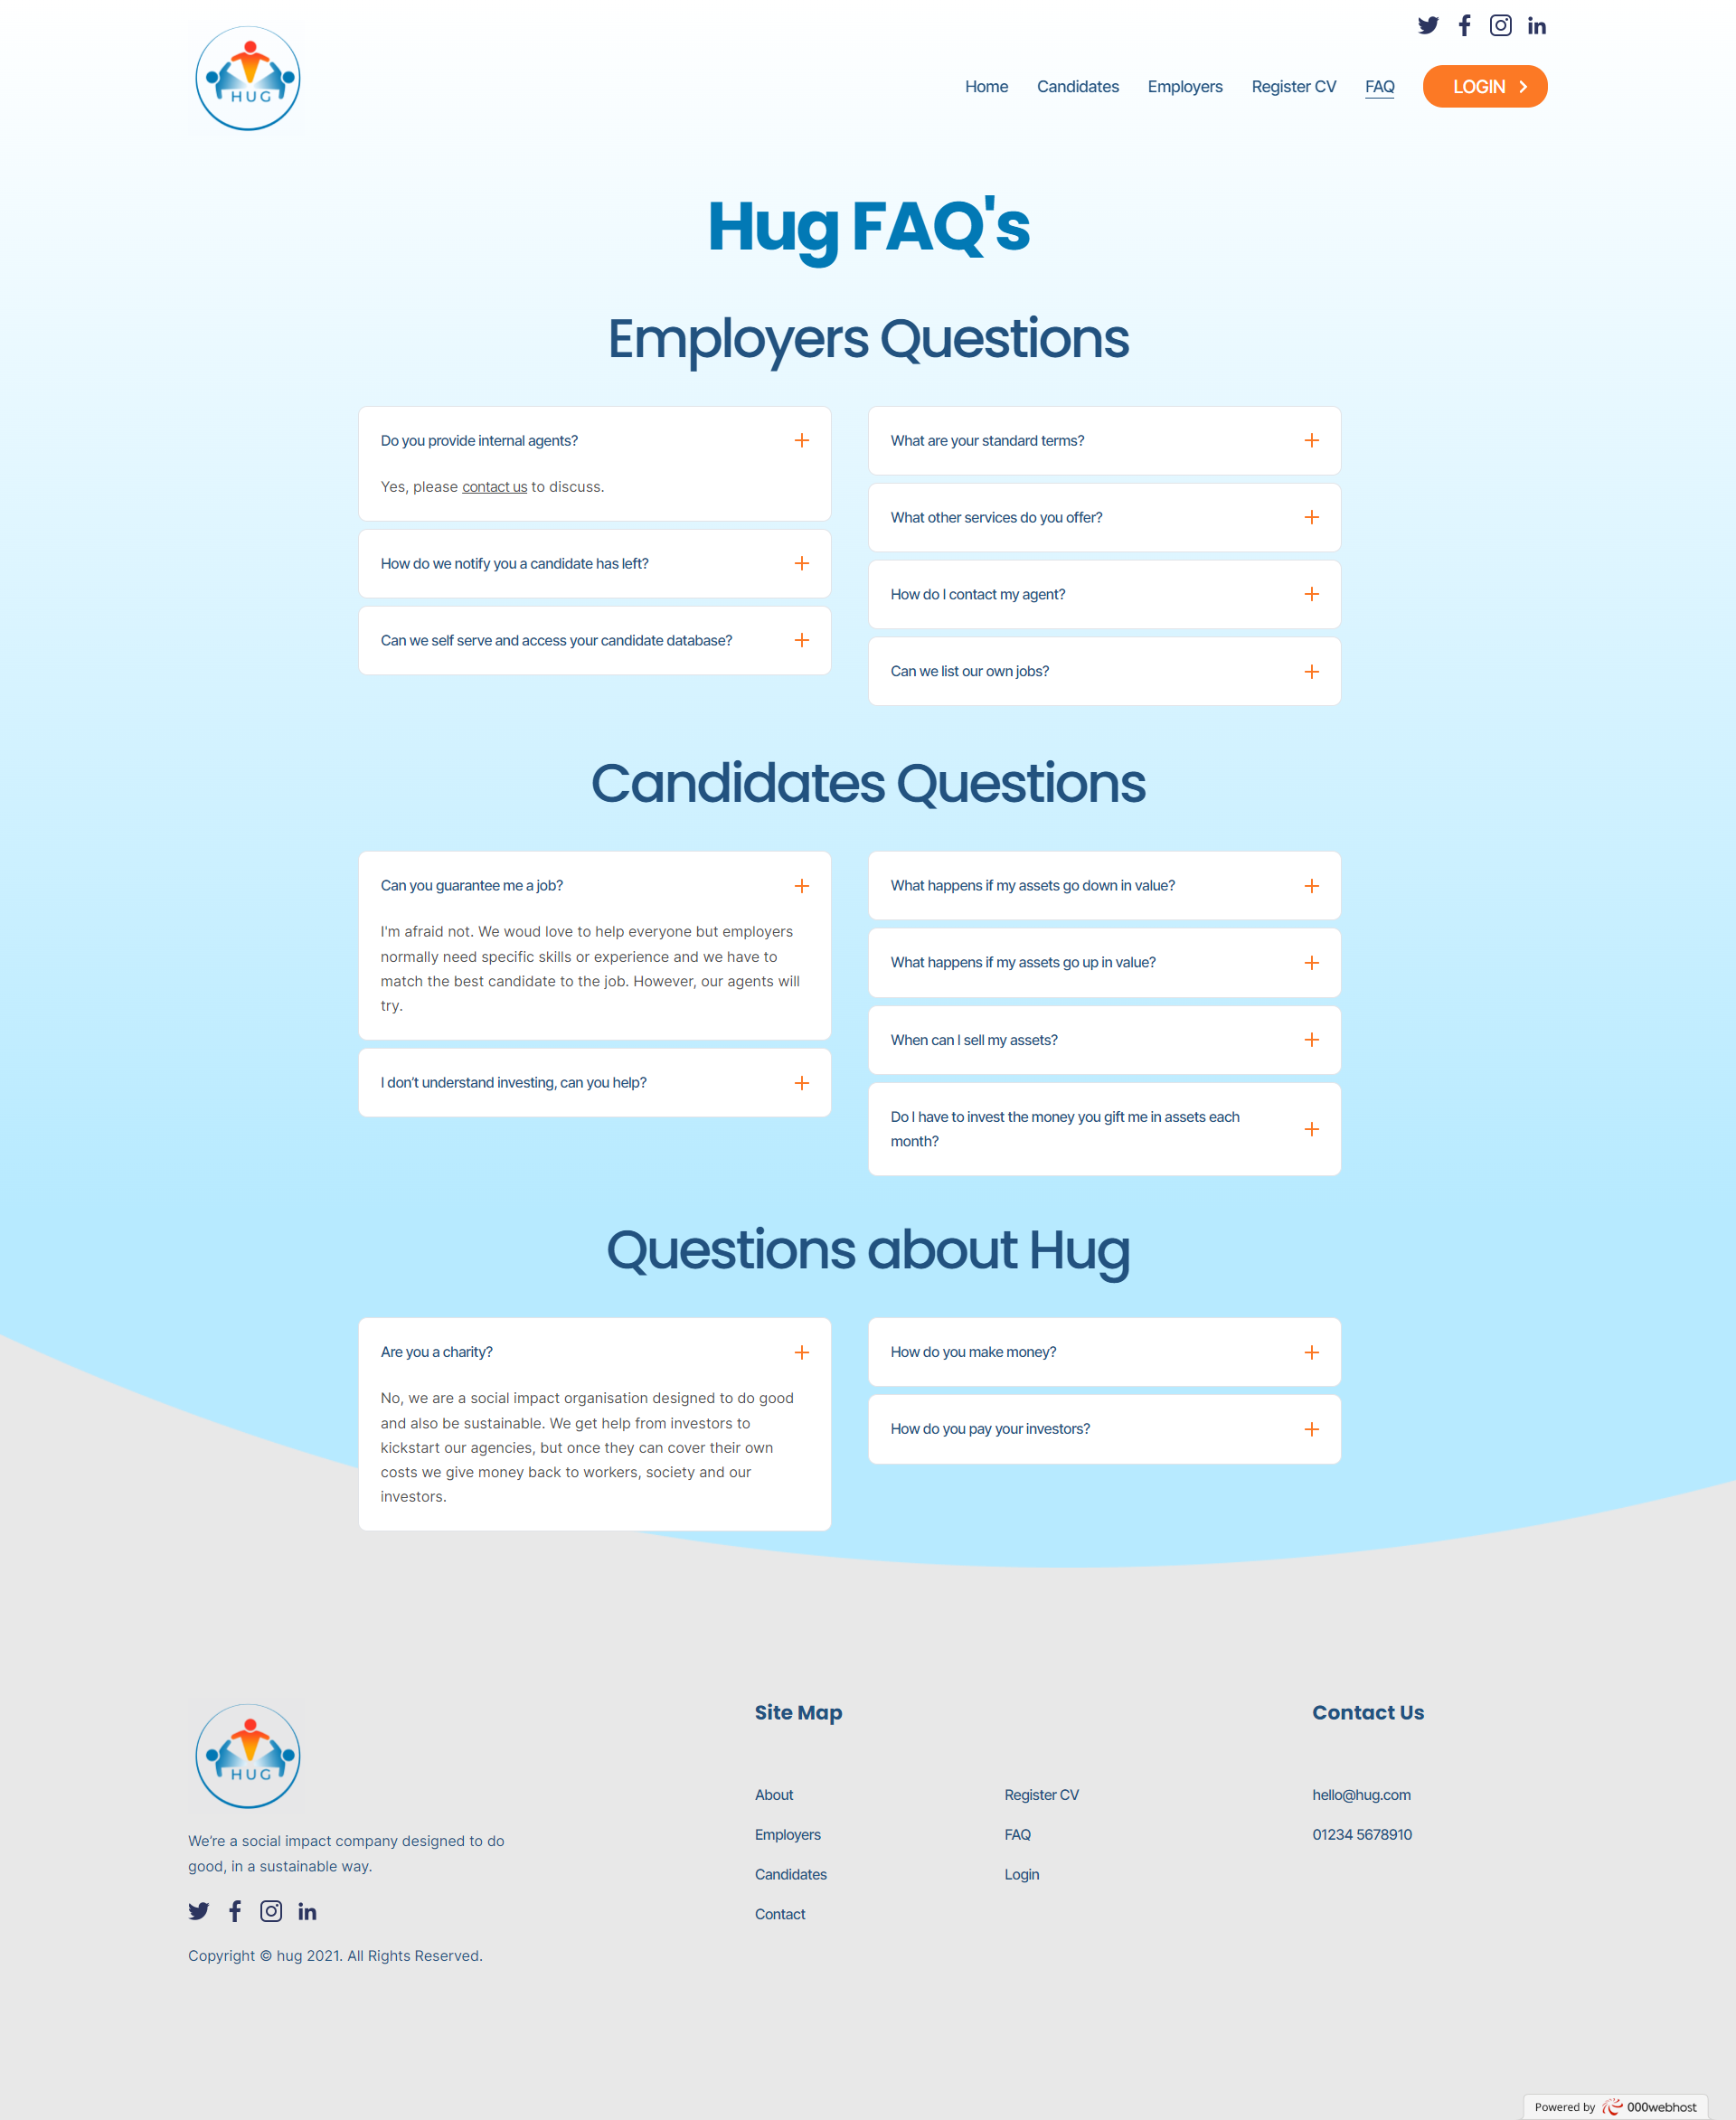 HUG
Home Candidates Employers Register CV FAQ LOGIN
Hug FAQ's
Employers Questions
Do you provide internal agents?
Yes, please contact us to discuss.
How do we notify you a candidate has left?
Can we self serve and access your candidate database?
What are your standard terms?
What other services do you offer?
How do I contact my agent?
Can we list our own jobs?
Candidates Questions
Can you guarantee me a job?
I'm afraid not. We woud love to help everyone but employers
normally need specific skills or experience and we have to
match the best candidate to the job. However, our agents will
try.
I don’t understand investing, can you help?
What happens if my assets go down in value?
What happens if my assets go up in value?
When can I sell my assets?
Do I have to invest the money you gift me in assets each
month?
Questions about Hug
Are you a charity?
No, we are a social impact organisation designed to do good
and also be sustainable. We get help from investors to
kickstart our agencies, but once they can cover their own
costs we give money back to workers, society and our
investors.
How do you make money?
How do you pay your investors?
HUG
We’re a social impact company designed to do
good, in a sustainable way.
Copyright © hug 2021. All Rights Reserved.
Site Map
About
Employers
Candidates
Contact
Register CV
FAQ
Login
Contact Us
hello@hug.com
01234 5678910
Powered by 000webhost